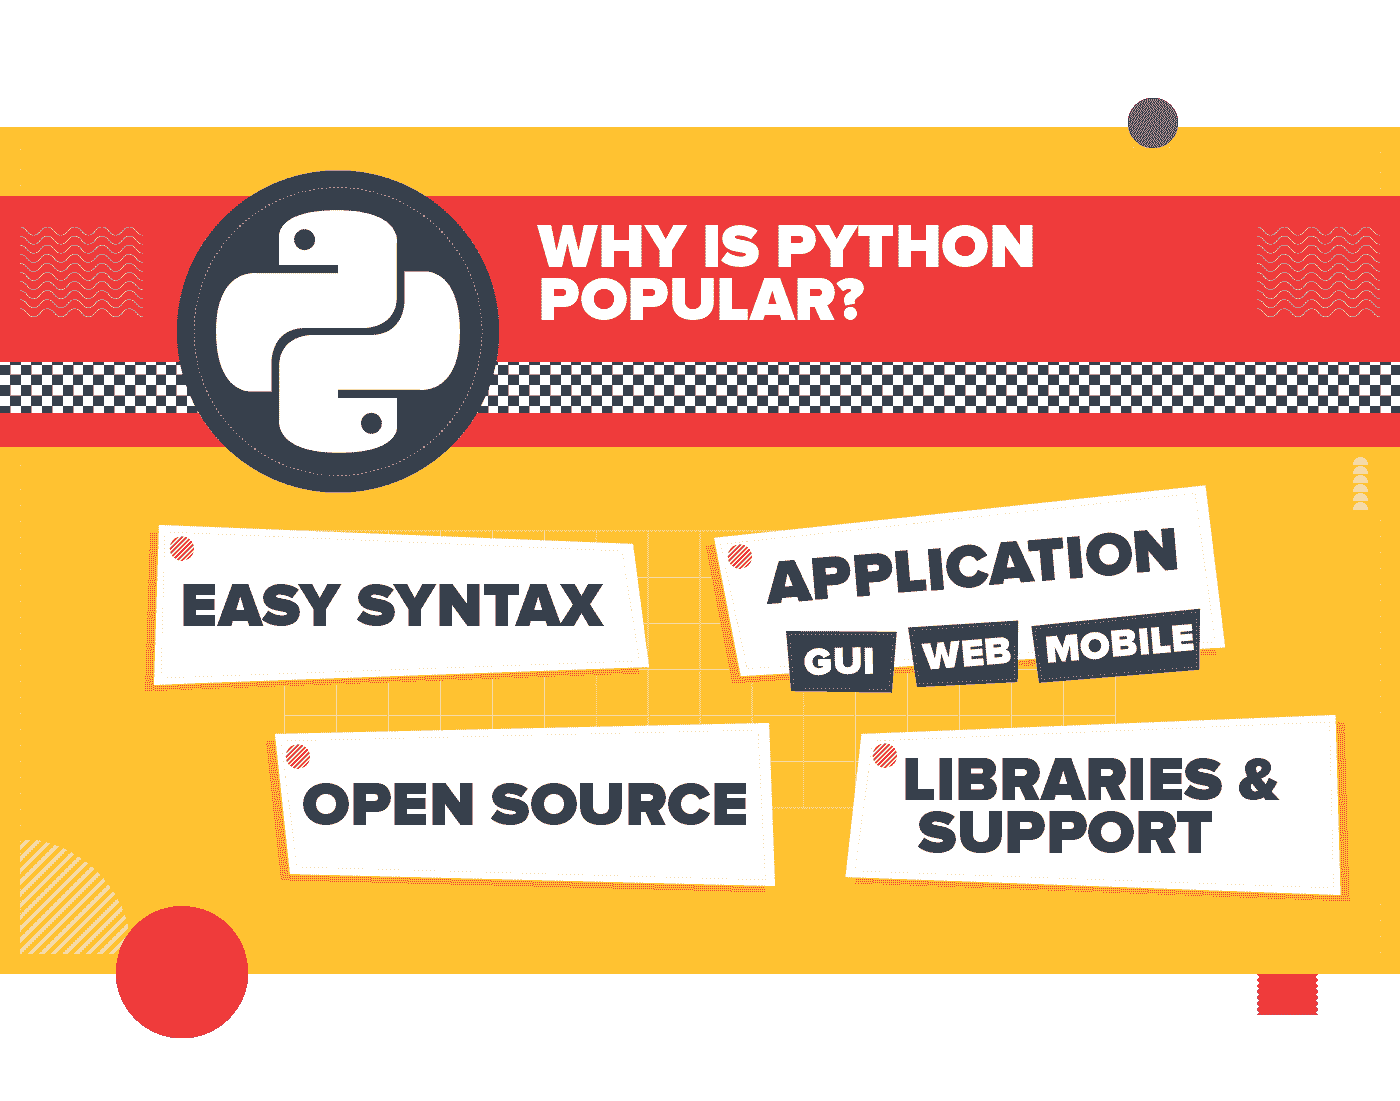 WHY IS PYTHON
POPULAR?
EASY SYNTAX
APPLICATION
GUI WEB MOBILE
OPEN SOURCE
LIBRARIES &
SUPPORT